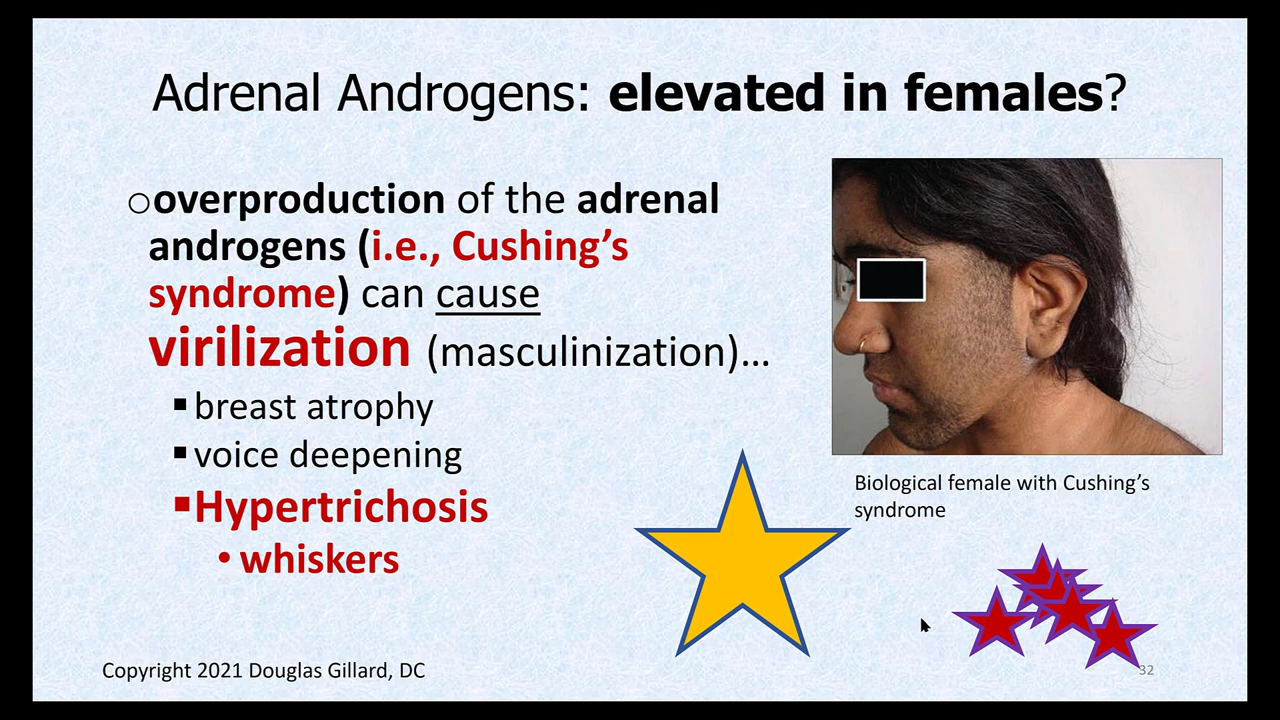 Adrenal Androgens: elevated in females?
○overproduction of the adrenal
androgens (i.e., Cushing’s
syndrome) can cause
virilization (masculinization)…
▪breast atrophy
▪voice deepening
▪Hypertrichosis
• whiskers
Biological female with Cushing’s
syndrome
Copyright 2021 Douglas Gillard, DC
32